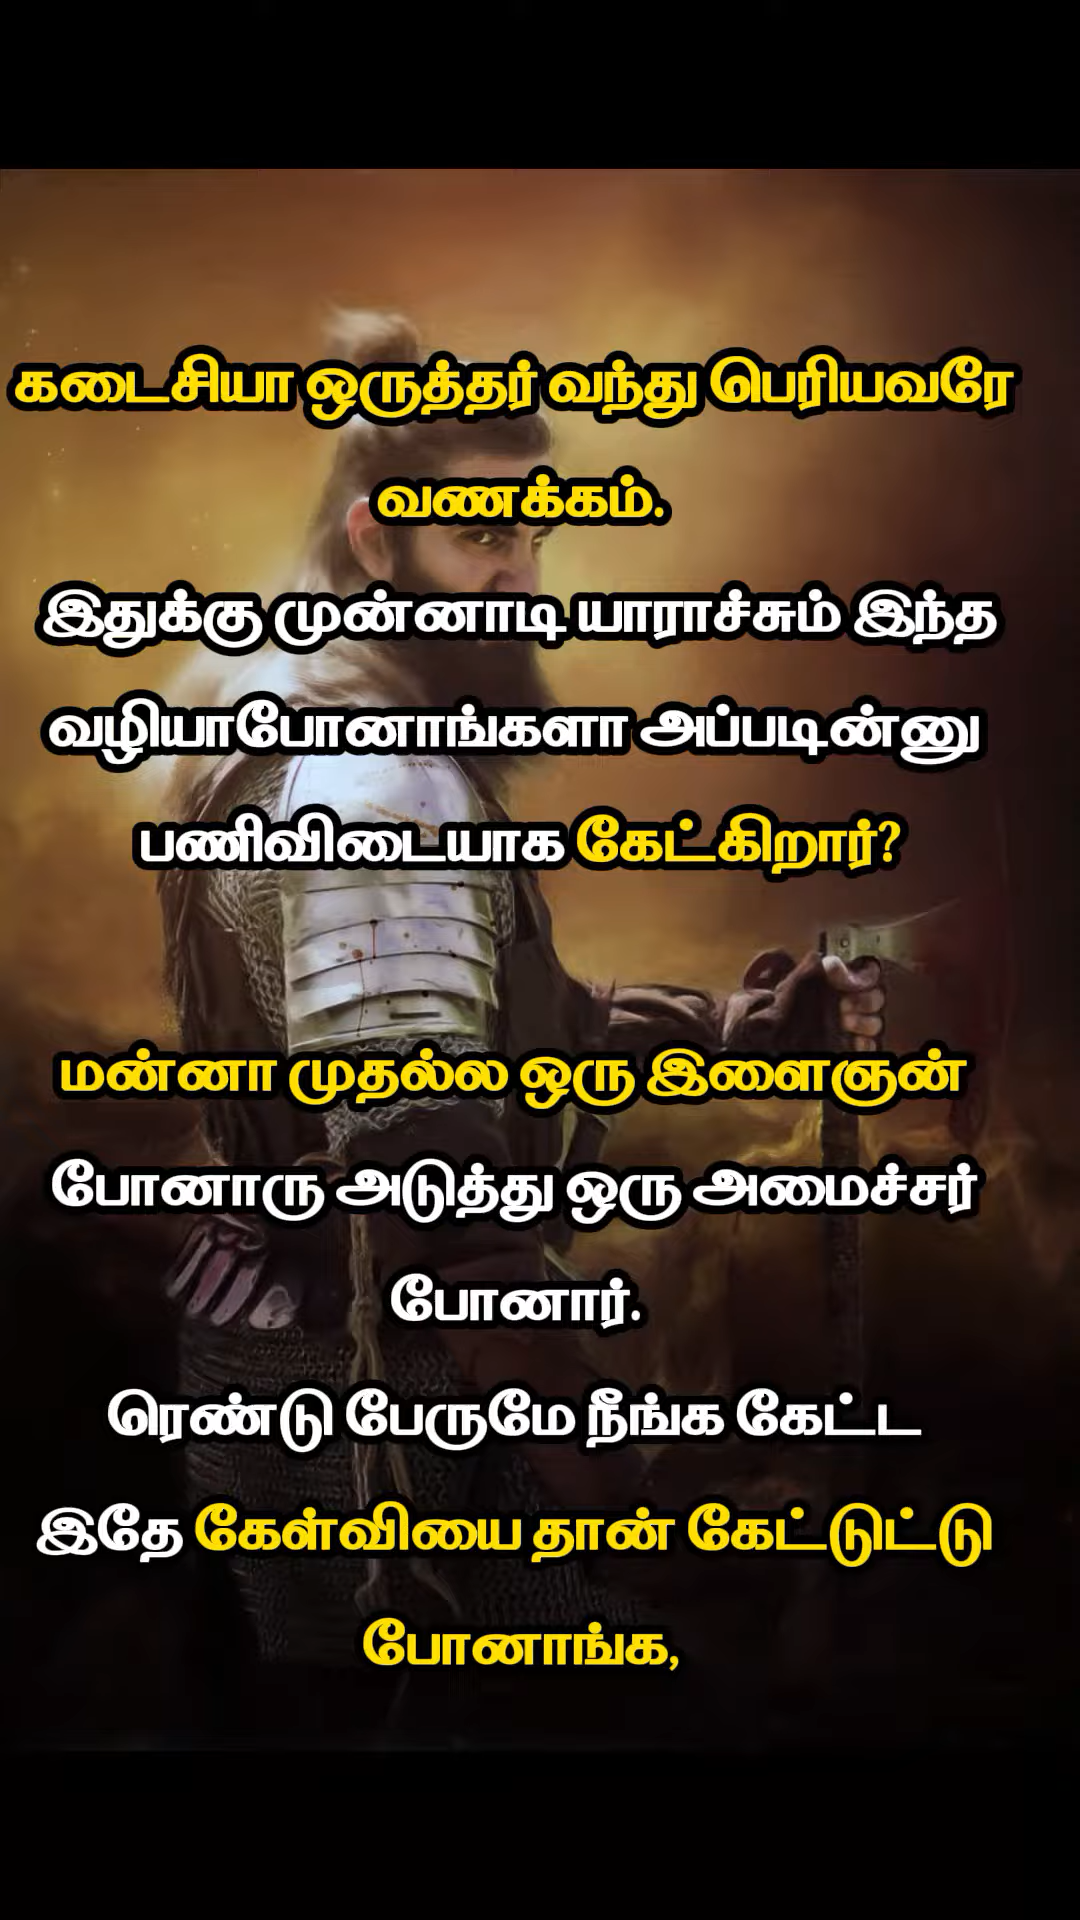 கடைசியா ஒருத்தர் வந்து பெரியவரே
வணக்கம்.
இதுக்கு முன்னாடி யாராச்சும் இந்த
வழியாபோனாங்களா அப்படின்னு
பணிவிடையாக கேட்கிறார்?
மன்னா முதல்ல ஒரு இளைஞன்
போனாரு அடுத்து ஒரு அமைச்சர்
போனார்.
ரெண்டு பேருமே நீங்க கேட்ட
இதே கேள்வியை தான் கேட்டுட்டு
போனாங்க,